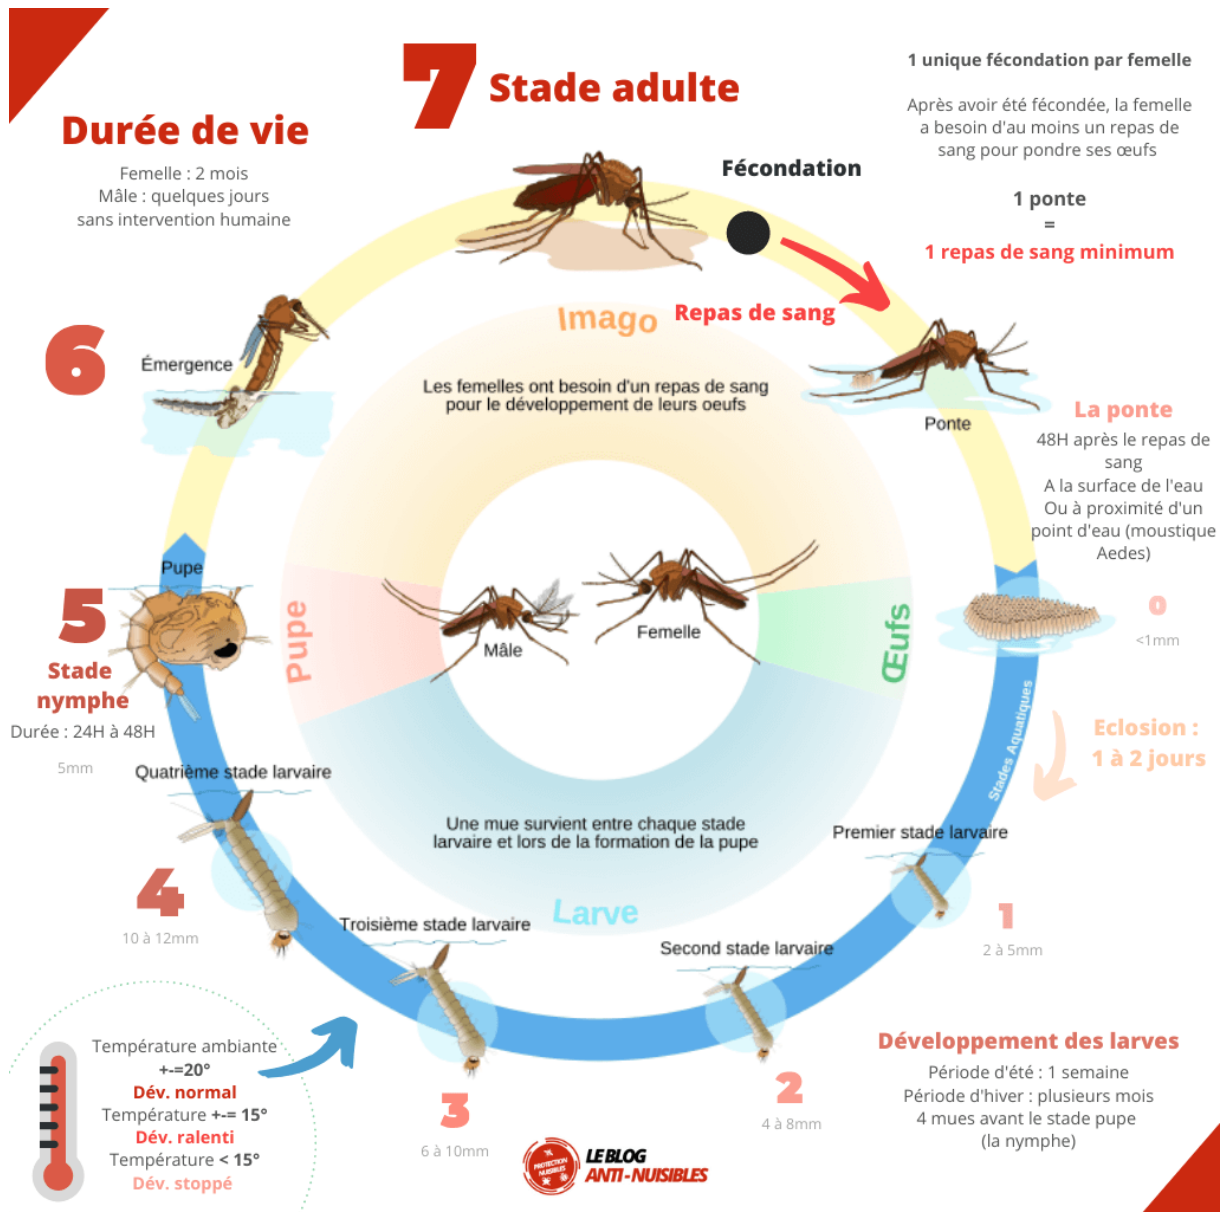 7 Stade adulte
Durée de vie
Femelle : 2 mois
Mâle : quelques jours
sans intervention humaine
1 unique fécondation par femelle
Après avoir été fécondée, la femelle
a besoin d'au moins un repas de
sang pour pondre ses œufs
1 ponte
=
1 repas de sang minimum
Fécondation
Repas de sang
Imago
Les femelles ont besoin d'un repas de sang
pour le développement de leurs oeufs
6
Émergence
Ponte
La ponte
48H après le repas de
sang
A la surface de l'eau
Ou à proximité d'un
point d'eau (moustique
Aedes)
Pupe
5
Stade
nymphe
Durée : 24H à 48H
5mm
Pupe
Mâle
Femelle
Œufs
0
<1mm
Stades Aquatiques
Eclosion :
1 à 2 jours
Quatrième stade larvaire
4
10 à 12mm
Une mue survient entre chaque stade
larvaire et lors de la formation de la pupe
Larve
Premier stade larvaire
1
2 à 5mm
Troisième stade larvaire
3
6 à 10mm
Second stade larvaire
2
4 à 8mm
Température ambiante
+-=20°
Dév. normal
Température +-= 15°
Dév. ralenti
Température < 15°
Dév. stoppé
Développement des larves
Période d'été : 1 semaine
Période d'hiver : plusieurs mois
4 mues avant le stade pupe
(la nymphe)
PROTECTION
NUISIBLES
LE BLOG
ANTI-NUISIBLES